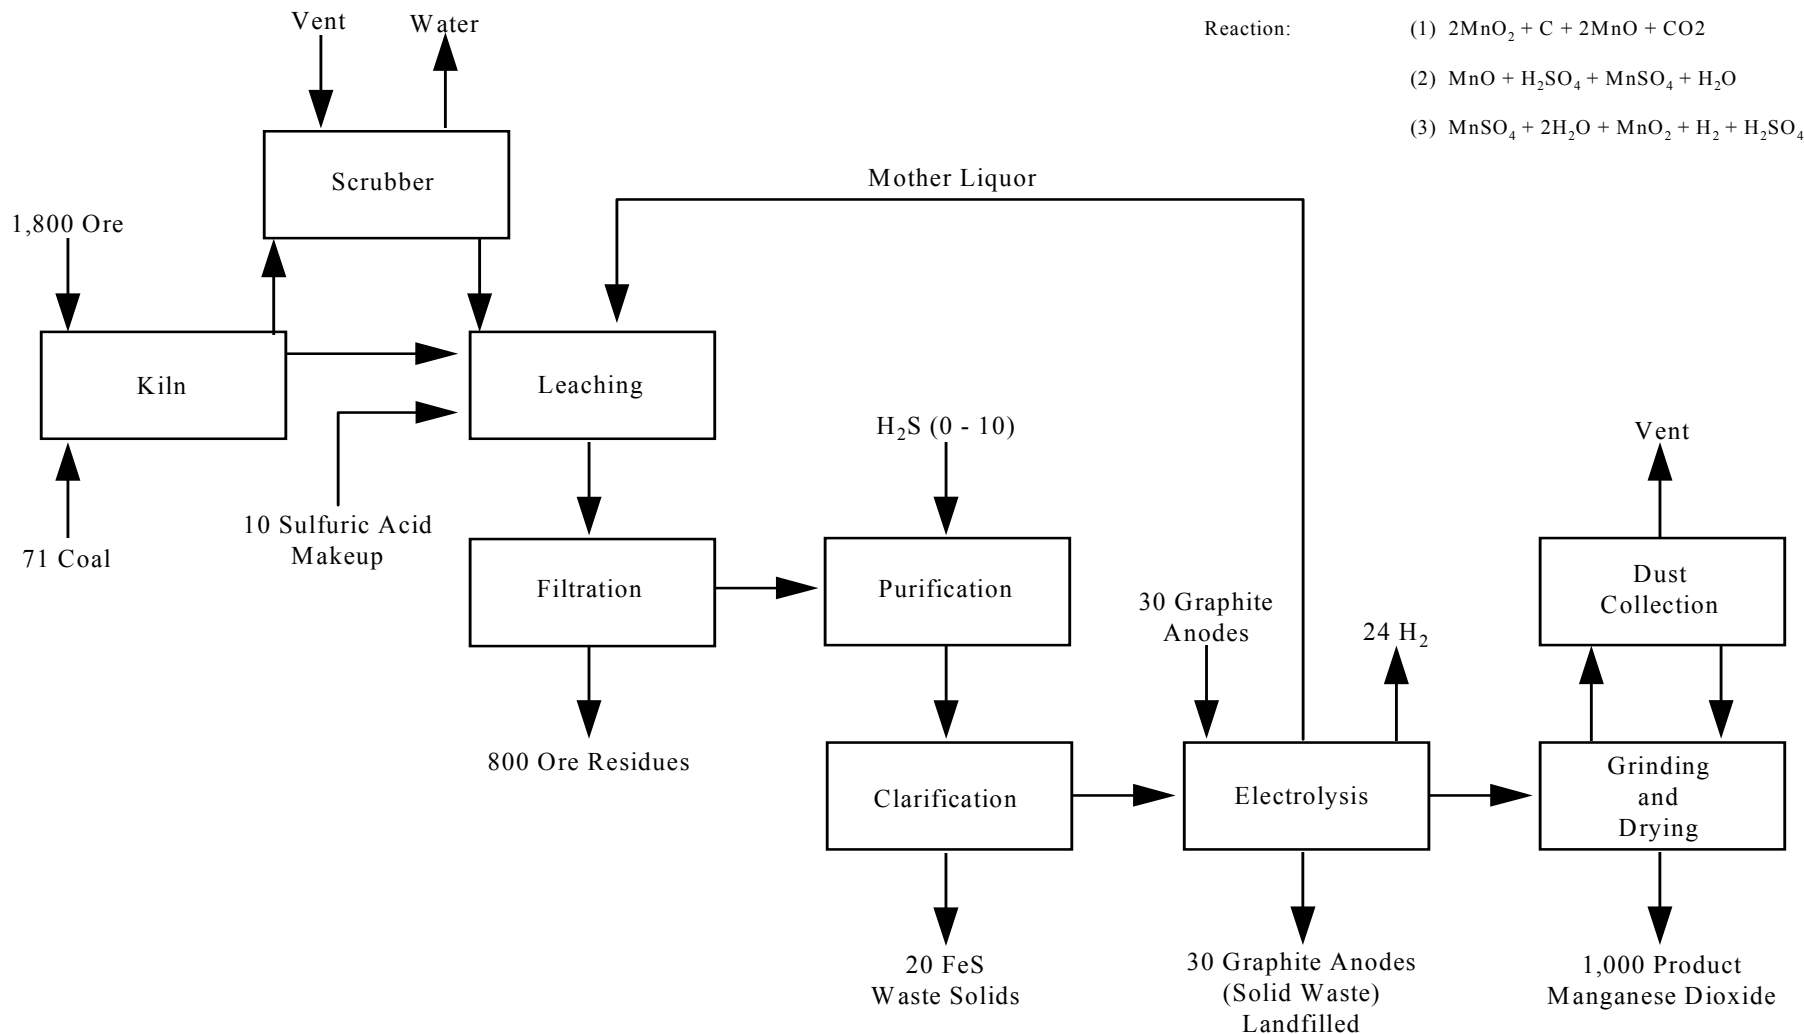 Vent
Water
Reaction:
(1) 2MnO₂ + C + 2MnO + CO2
(2) MnO + H₂SO₄ + MnSO₄ + H₂O
(3) MnSO₄ + 2H₂O + MnO₂ + H₂ + H₂SO₄
Scrubber
Mother Liquor
1,800 Ore
Kiln
Leaching
H₂S (0 - 10)
Vent
10 Sulfuric Acid
Makeup
71 Coal
Filtration
Purification
30 Graphite
Anodes
24 H₂
Dust
Collection
800 Ore Residues
Clarification
Electrolysis
Grinding
and
Drying
20 FeS
Waste Solids
30 Graphite Anodes
(Solid Waste)
Landfilled
1,000 Product
Manganese Dioxide